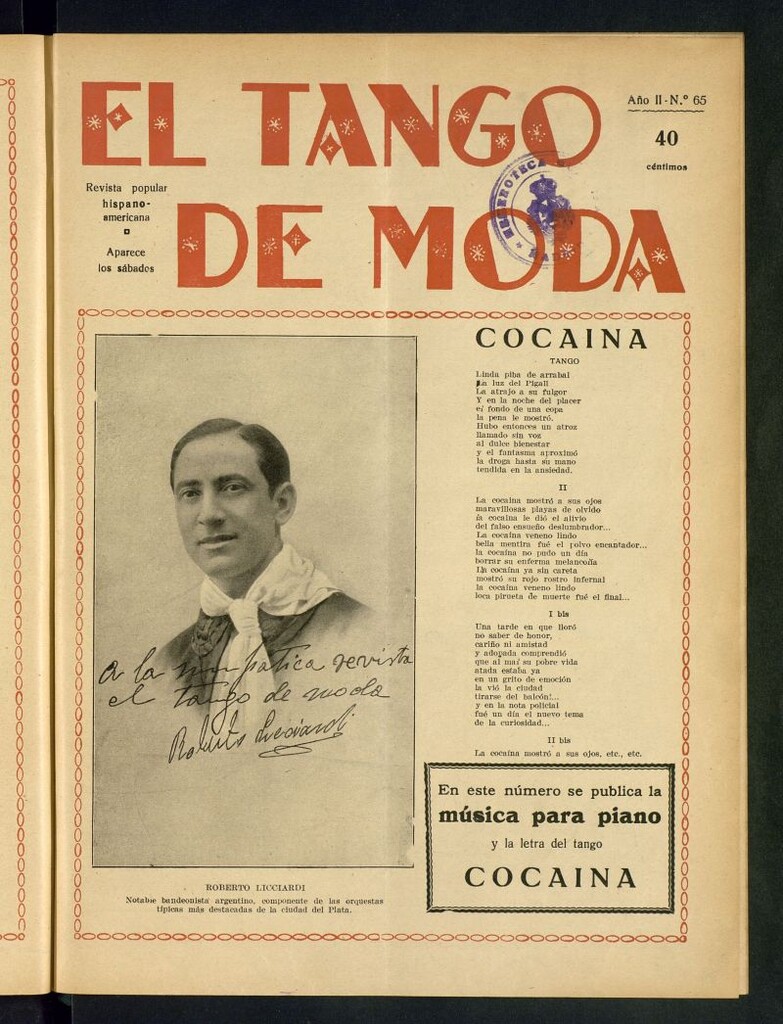 EL TANGO
DE MODA
Año II - N.º 65
40
céntimos
Revista popular
hispano-
americana
Aparece
los sábados
HEMEROTECA
MADRID
A la simpatica revista
el tango de moda
Roberto Licciardi
ROBERTO LICCIARDI
Notable bandeonista argentino, componente de las orquestas
típicas más destacadas de la ciudad del Plata.
COCAINA
TANGO
Linda piba de arrabal
La luz del Pigall
La atrajo a su fulgor
Y en la noche del placer
el fondo de una copa
la pena le mostró.
Hubo entonces un atroz
llamado sin voz
al dulce bienestar
y el fantasma aproximó
la droga hasta su mano
tendida en la ansiedad.
II
La cocaína mostró a sus ojos
maravillosas playas de olvido
la cocaína le dió el alivio
del falso ensueño deslumbrador...
La cocaína veneno lindo
bella mentira fué el polvo encantador...
la cocaína no pudo un día
borrar su enferma melancolía
La cocaína ya sin careta
mostró su rojo rostro infernal
la cocaína veneno lindo
loca pirueta de muerte fué el final...
I bis
Una tarde en que lloró
no saber de honor,
cariño ni amistad
y adopada comprendió
que al mal su pobre vida
atada estaba ya
en un grito de emoción
la vió la ciudad
tirarse del balcón!...
y en la nota policial
fué un día el nuevo tema
de la curiosidad...
II bis
La cocaína mostró a sus ojos, etc., etc.
En este número se publica la
música para piano
y la letra del tango
COCAINA